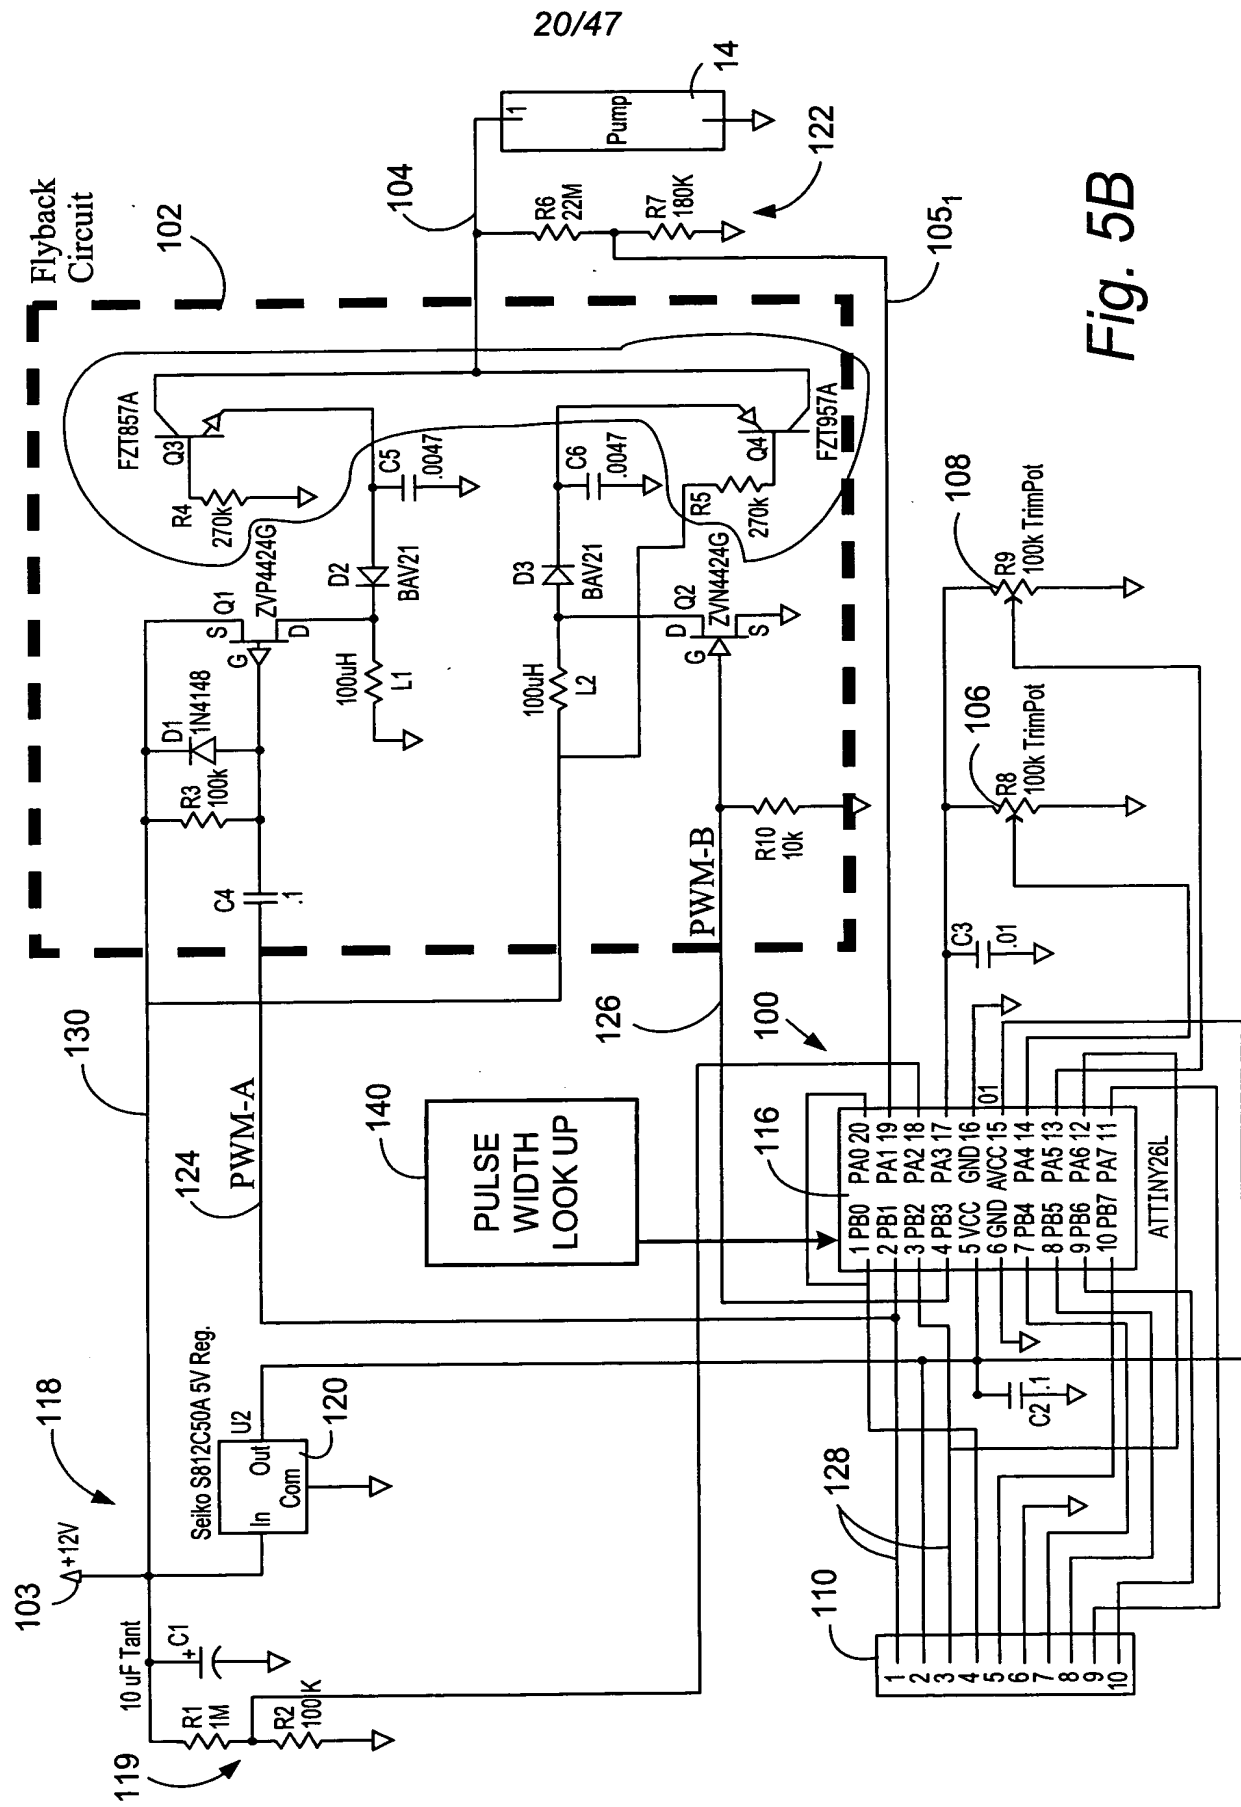 20/47
Flyback
Circuit
102
104
14
1
Pump
122
R6
22M
R7
180K
105₁
Fig. 5B
FZT857A
Q3
R4
270k
C5
.0047
D2
BAV21
ZVP4424G
Q1
S
G
D
D1
1N4148
R3
100k
C4
.1
100uH
L1
C6
.0047
D3
BAV21
100uH
L2
R5
270k
Q4
FZT957A
Q2
ZVN4424G
D
G
S
R10
10k
PWM-B
126
130
PWM-A
124
140
PULSE
WIDTH
LOOK UP
118
103
+12V
Seiko S812C50A 5V Reg.
U2
In
Out
Com
120
10 uF Tant
+
C1
R1
1M
R2
100K
119
100
116
1 PB0 PA0 20
2 PB1 PA1 19
3 PB2 PA2 18
4 PB3 PA3 17
5 VCC GND 16
6 GND AVCC 15
7 PB4 PA4 14
8 PB5 PA5 13
9 PB6 PA6 12
10 PB7 PA7 11
ATTINY26L
01
C3
.01
106
R8
100k TrimPot
108
R9
100k TrimPot
C2
.1
128
110
1
2
3
4
5
6
7
8
9
10